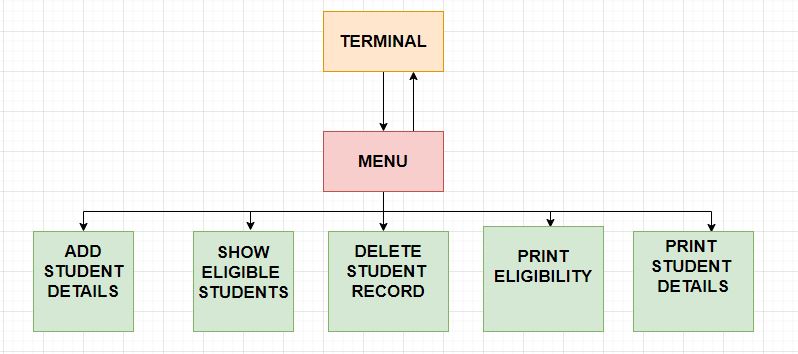 TERMINAL
MENU
ADD
STUDENT
DETAILS
SHOW
ELIGIBLE
STUDENTS
DELETE
STUDENT
RECORD
PRINT
ELIGIBILITY
PRINT
STUDENT
DETAILS